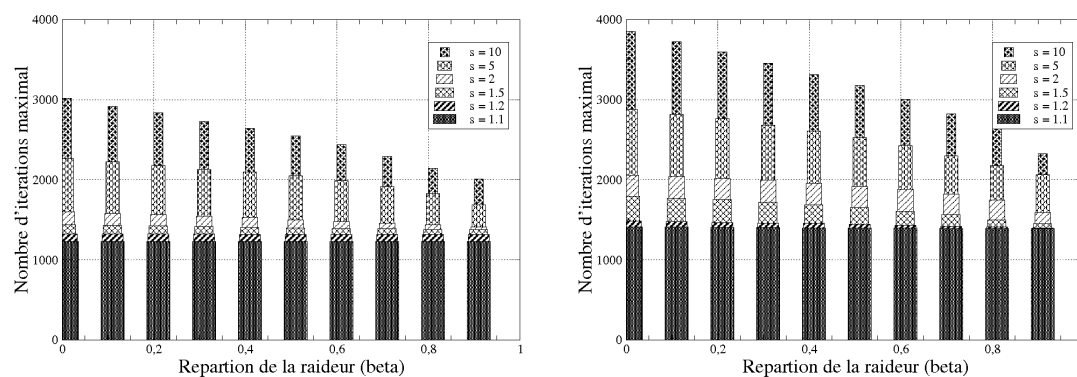 4000
3000
2000
1000
0
Nombre d'iterations maximal
s = 10
s = 5
s = 2
s = 1.5
s = 1.2
s = 1.1
0
0,2
0,4
0,6
0,8
1
Repartion de la raideur (beta)
4000
3000
2000
1000
0
Nombre d'iterations maximal
s = 10
s = 5
s = 2
s = 1.5
s = 1.2
s = 1.1
0
0,2
0,4
0,6
0,8
Repartion de la raideur (beta)